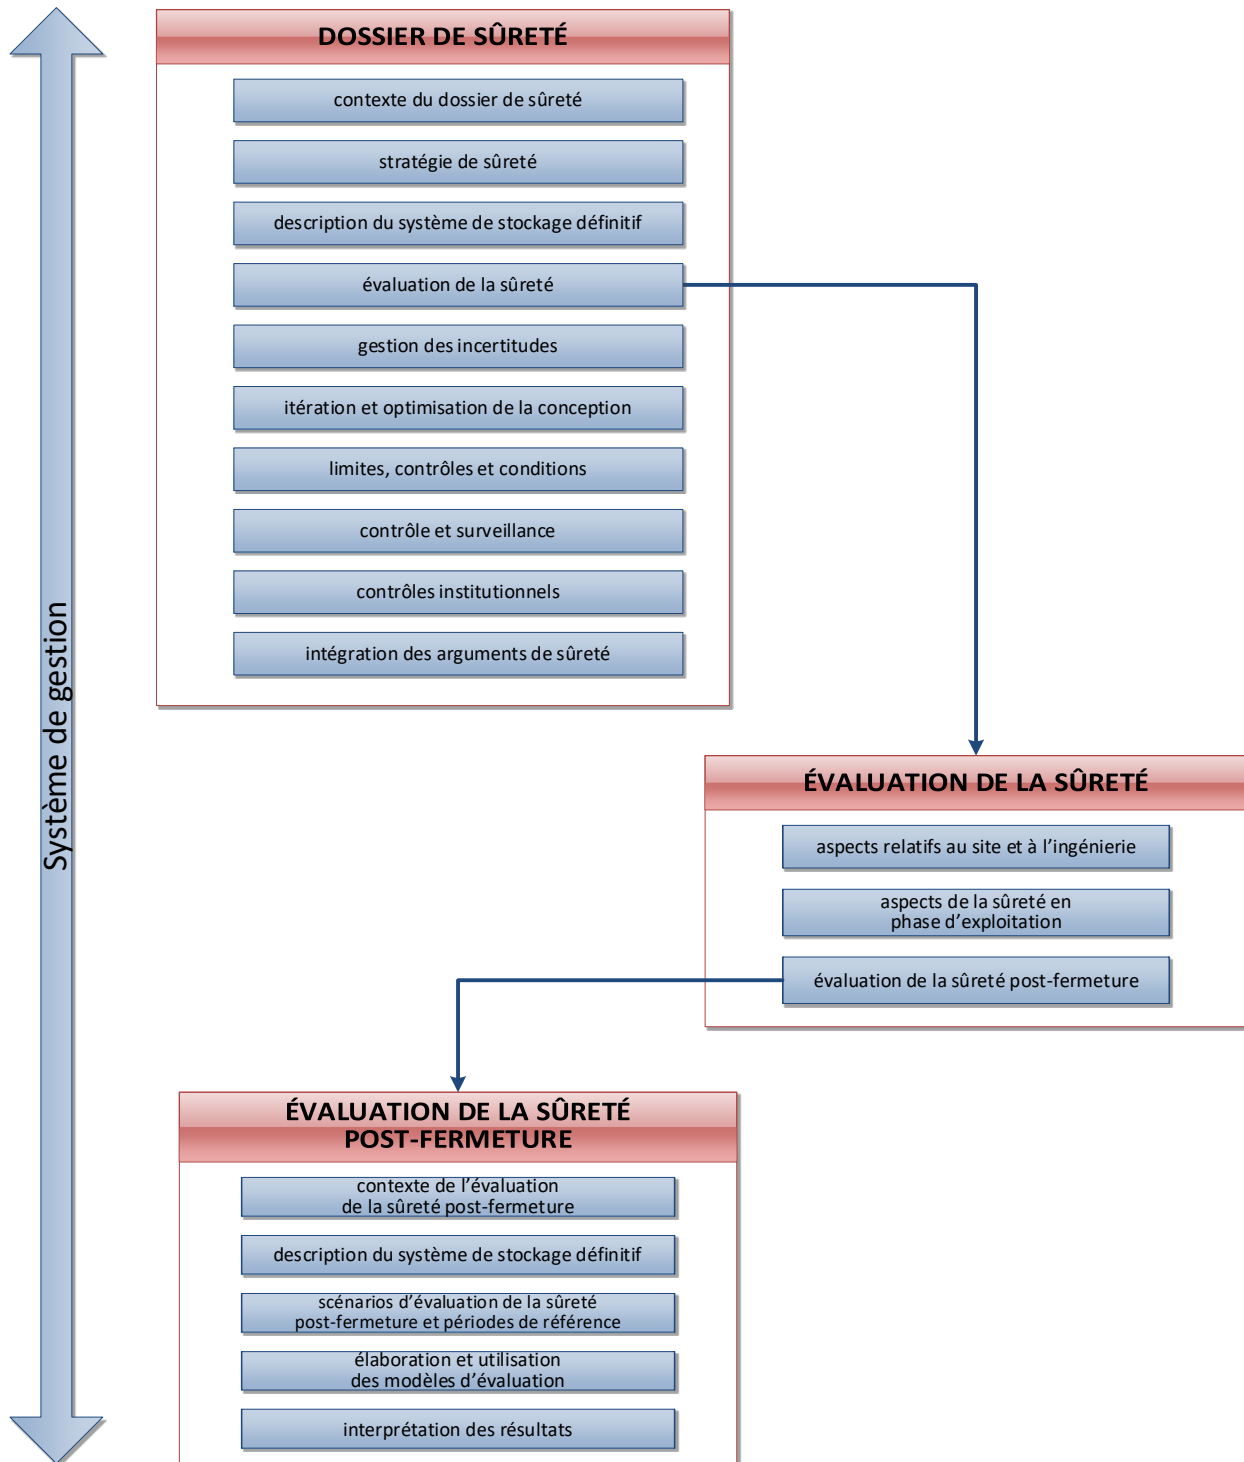 Système de gestion
DOSSIER DE SÛRETÉ
contexte du dossier de sûreté
stratégie de sûreté
description du système de stockage définitif
évaluation de la sûreté
gestion des incertitudes
itération et optimisation de la conception
limites, contrôles et conditions
contrôle et surveillance
contrôles institutionnels
intégration des arguments de sûreté
ÉVALUATION DE LA SÛRETÉ
aspects relatifs au site et à l’ingénierie
aspects de la sûreté en
phase d’exploitation
évaluation de la sûreté post-fermeture
ÉVALUATION DE LA SÛRETÉ
POST-FERMETURE
contexte de l’évaluation
de la sûreté post-fermeture
description du système de stockage définitif
scénarios d’évaluation de la sûreté
post-fermeture et périodes de référence
élaboration et utilisation
des modèles d’évaluation
interprétation des résultats